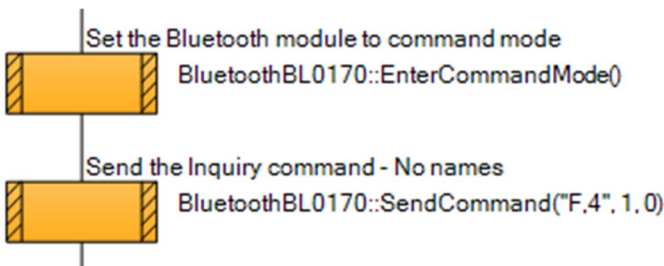 Set the Bluetooth module to command mode
BluetoothBL0170::EnterCommandMode()
Send the Inquiry command - No names
BluetoothBL0170::SendCommand("F,4", 1, 0)